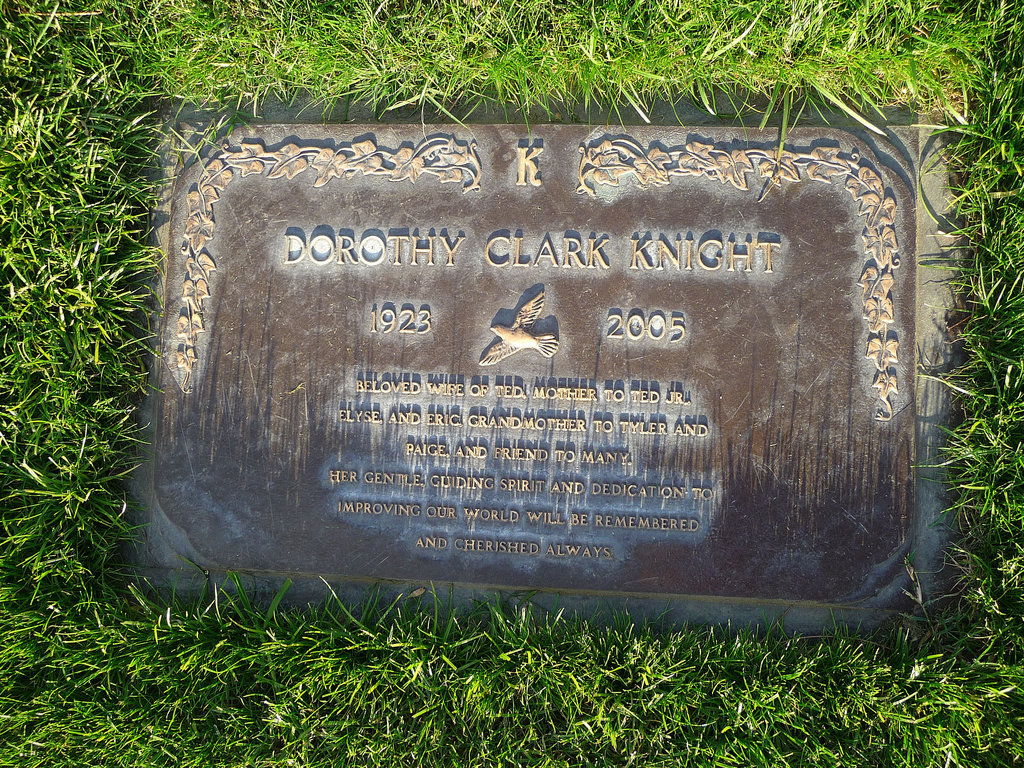 K
DOROTHY CLARK KNIGHT
1923 2005
BELOVED WIFE OF TED, MOTHER TO TED JR.,
ELYSE, AND ERIC, GRANDMOTHER TO TYLER AND
PAIGE, AND FRIEND TO MANY.
HER GENTLE, GUIDING SPIRIT AND DEDICATION TO
IMPROVING OUR WORLD WILL BE REMEMBERED
AND CHERISHED ALWAYS.